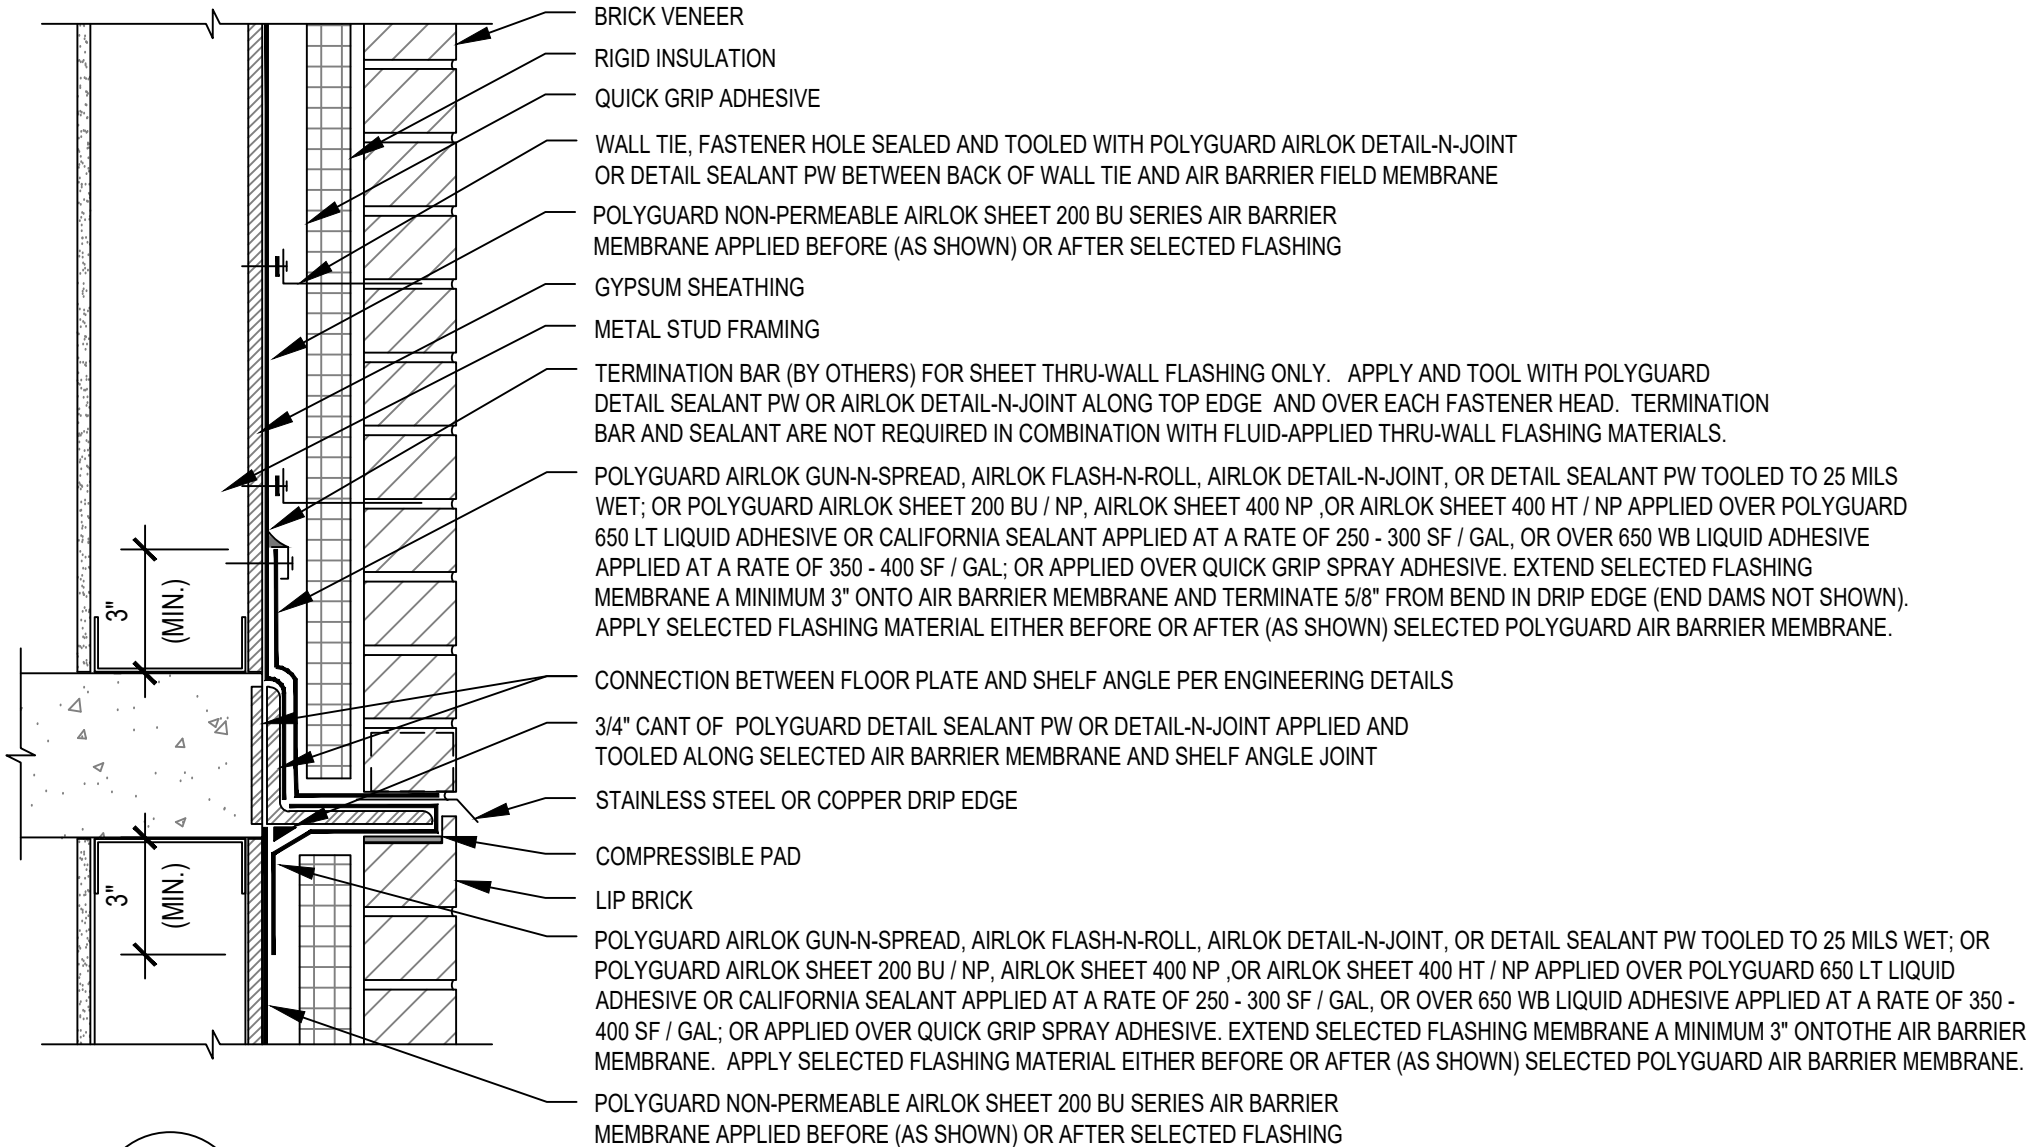 BRICK VENEER
RIGID INSULATION
QUICK GRIP ADHESIVE
WALL TIE, FASTENER HOLE SEALED AND TOOLED WITH POLYGUARD AIRLOK DETAIL-N-JOINT
OR DETAIL SEALANT PW BETWEEN BACK OF WALL TIE AND AIR BARRIER FIELD MEMBRANE
POLYGUARD NON-PERMEABLE AIRLOK SHEET 200 BU SERIES AIR BARRIER
MEMBRANE APPLIED BEFORE (AS SHOWN) OR AFTER SELECTED FLASHING
GYPSUM SHEATHING
METAL STUD FRAMING
TERMINATION BAR (BY OTHERS) FOR SHEET THRU-WALL FLASHING ONLY. APPLY AND TOOL WITH POLYGUARD
DETAIL SEALANT PW OR AIRLOK DETAIL-N-JOINT ALONG TOP EDGE AND OVER EACH FASTENER HEAD. TERMINATION
BAR AND SEALANT ARE NOT REQUIRED IN COMBINATION WITH FLUID-APPLIED THRU-WALL FLASHING MATERIALS.
POLYGUARD AIRLOK GUN-N-SPREAD, AIRLOK FLASH-N-ROLL, AIRLOK DETAIL-N-JOINT, OR DETAIL SEALANT PW TOOLED TO 25 MILS
WET; OR POLYGUARD AIRLOK SHEET 200 BU / NP, AIRLOK SHEET 400 NP ,OR AIRLOK SHEET 400 HT / NP APPLIED OVER POLYGUARD
650 LT LIQUID ADHESIVE OR CALIFORNIA SEALANT APPLIED AT A RATE OF 250 - 300 SF / GAL, OR OVER 650 WB LIQUID ADHESIVE
APPLIED AT A RATE OF 350 - 400 SF / GAL; OR APPLIED OVER QUICK GRIP SPRAY ADHESIVE. EXTEND SELECTED FLASHING
MEMBRANE A MINIMUM 3" ONTO AIR BARRIER MEMBRANE AND TERMINATE 5/8" FROM BEND IN DRIP EDGE (END DAMS NOT SHOWN).
APPLY SELECTED FLASHING MATERIAL EITHER BEFORE OR AFTER (AS SHOWN) SELECTED POLYGUARD AIR BARRIER MEMBRANE.
3"
(MIN.)
CONNECTION BETWEEN FLOOR PLATE AND SHELF ANGLE PER ENGINEERING DETAILS
3/4" CANT OF POLYGUARD DETAIL SEALANT PW OR DETAIL-N-JOINT APPLIED AND
TOOLED ALONG SELECTED AIR BARRIER MEMBRANE AND SHELF ANGLE JOINT
STAINLESS STEEL OR COPPER DRIP EDGE
COMPRESSIBLE PAD
3"
(MIN.)
LIP BRICK
POLYGUARD AIRLOK GUN-N-SPREAD, AIRLOK FLASH-N-ROLL, AIRLOK DETAIL-N-JOINT, OR DETAIL SEALANT PW TOOLED TO 25 MILS WET; OR
POLYGUARD AIRLOK SHEET 200 BU / NP, AIRLOK SHEET 400 NP ,OR AIRLOK SHEET 400 HT / NP APPLIED OVER POLYGUARD 650 LT LIQUID
ADHESIVE OR CALIFORNIA SEALANT APPLIED AT A RATE OF 250 - 300 SF / GAL, OR OVER 650 WB LIQUID ADHESIVE APPLIED AT A RATE OF 350 -
400 SF / GAL; OR APPLIED OVER QUICK GRIP SPRAY ADHESIVE. EXTEND SELECTED FLASHING MEMBRANE A MINIMUM 3" ONTOTHE AIR BARRIER
MEMBRANE. APPLY SELECTED FLASHING MATERIAL EITHER BEFORE OR AFTER (AS SHOWN) SELECTED POLYGUARD AIR BARRIER MEMBRANE.
POLYGUARD NON-PERMEABLE AIRLOK SHEET 200 BU SERIES AIR BARRIER
MEMBRANE APPLIED BEFORE (AS SHOWN) OR AFTER SELECTED FLASHING